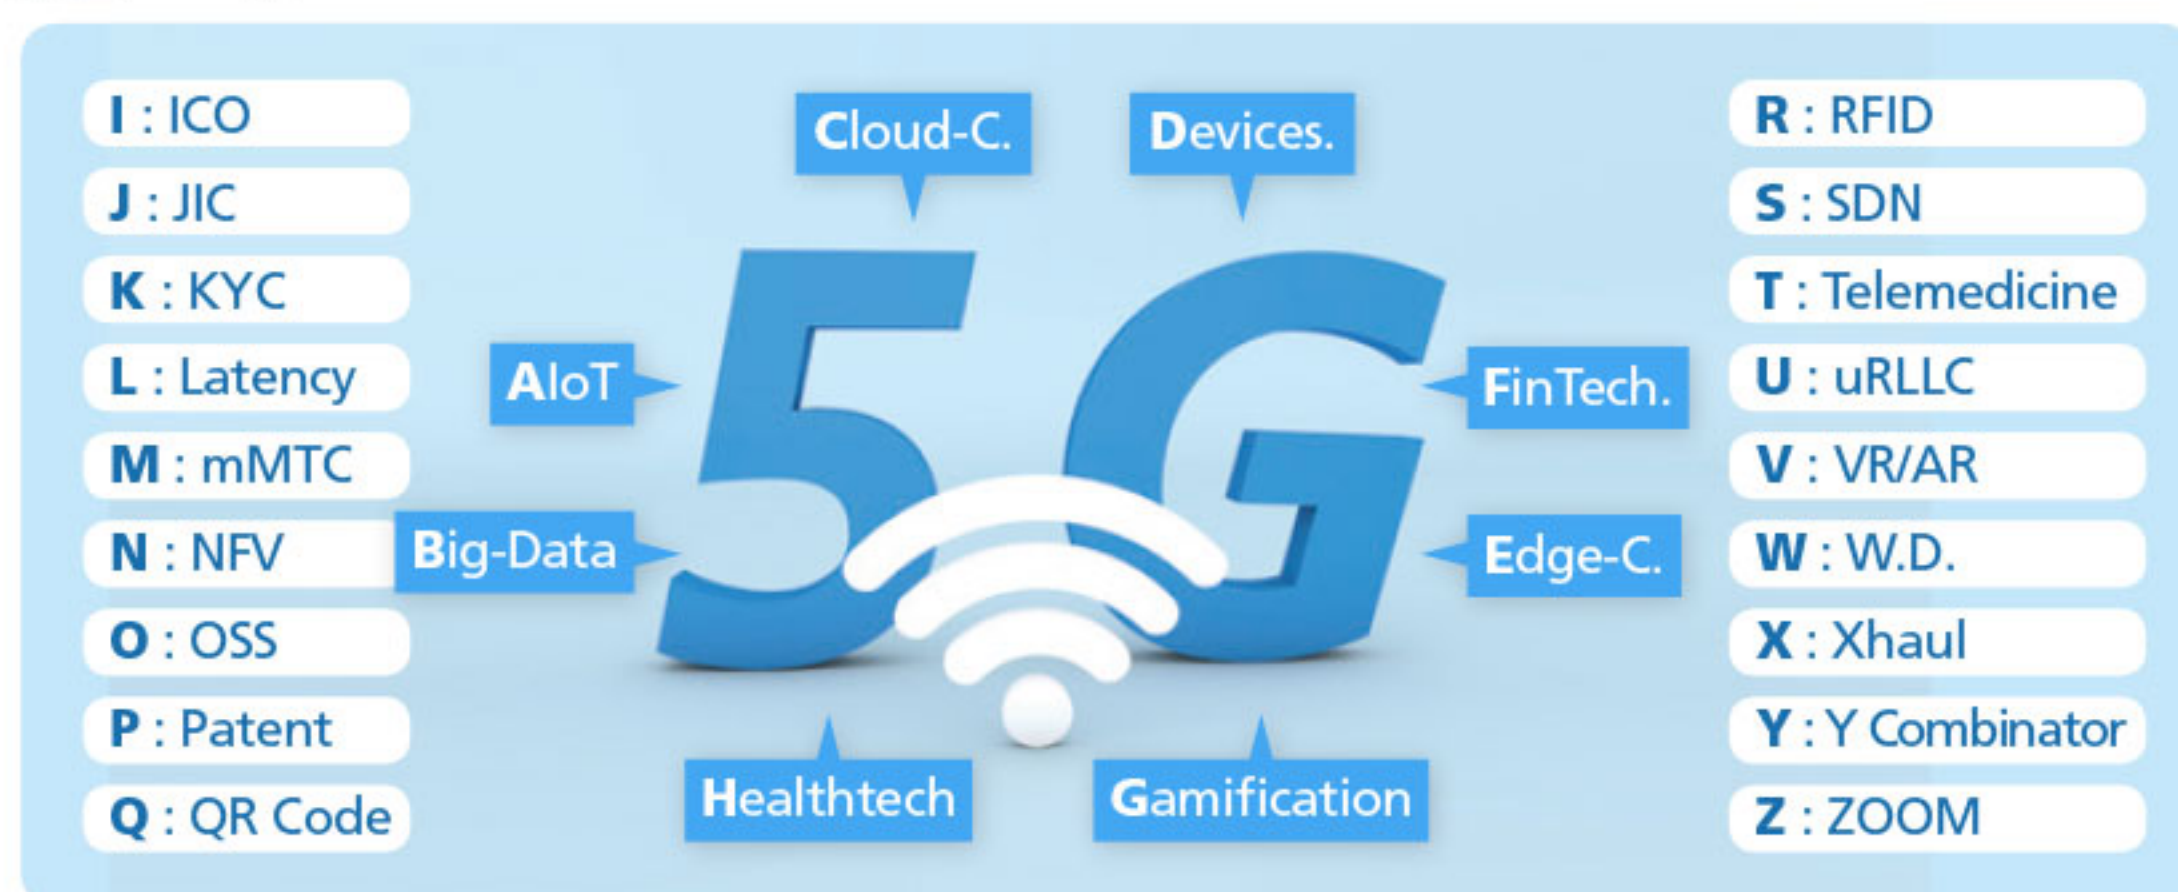 I : ICO
J : JIC
K : KYC
L : Latency
M : mMTC
N : NFV
O : OSS
P : Patent
Q : QR Code
Cloud-C.
Devices.
AIoT
FinTech.
Big-Data
Edge-C.
5G
Healthtech
Gamification
R : RFID
S : SDN
T : Telemedicine
U : uRLLC
V : VR/AR
W : W.D.
X : Xhaul
Y : Y Combinator
Z : ZOOM